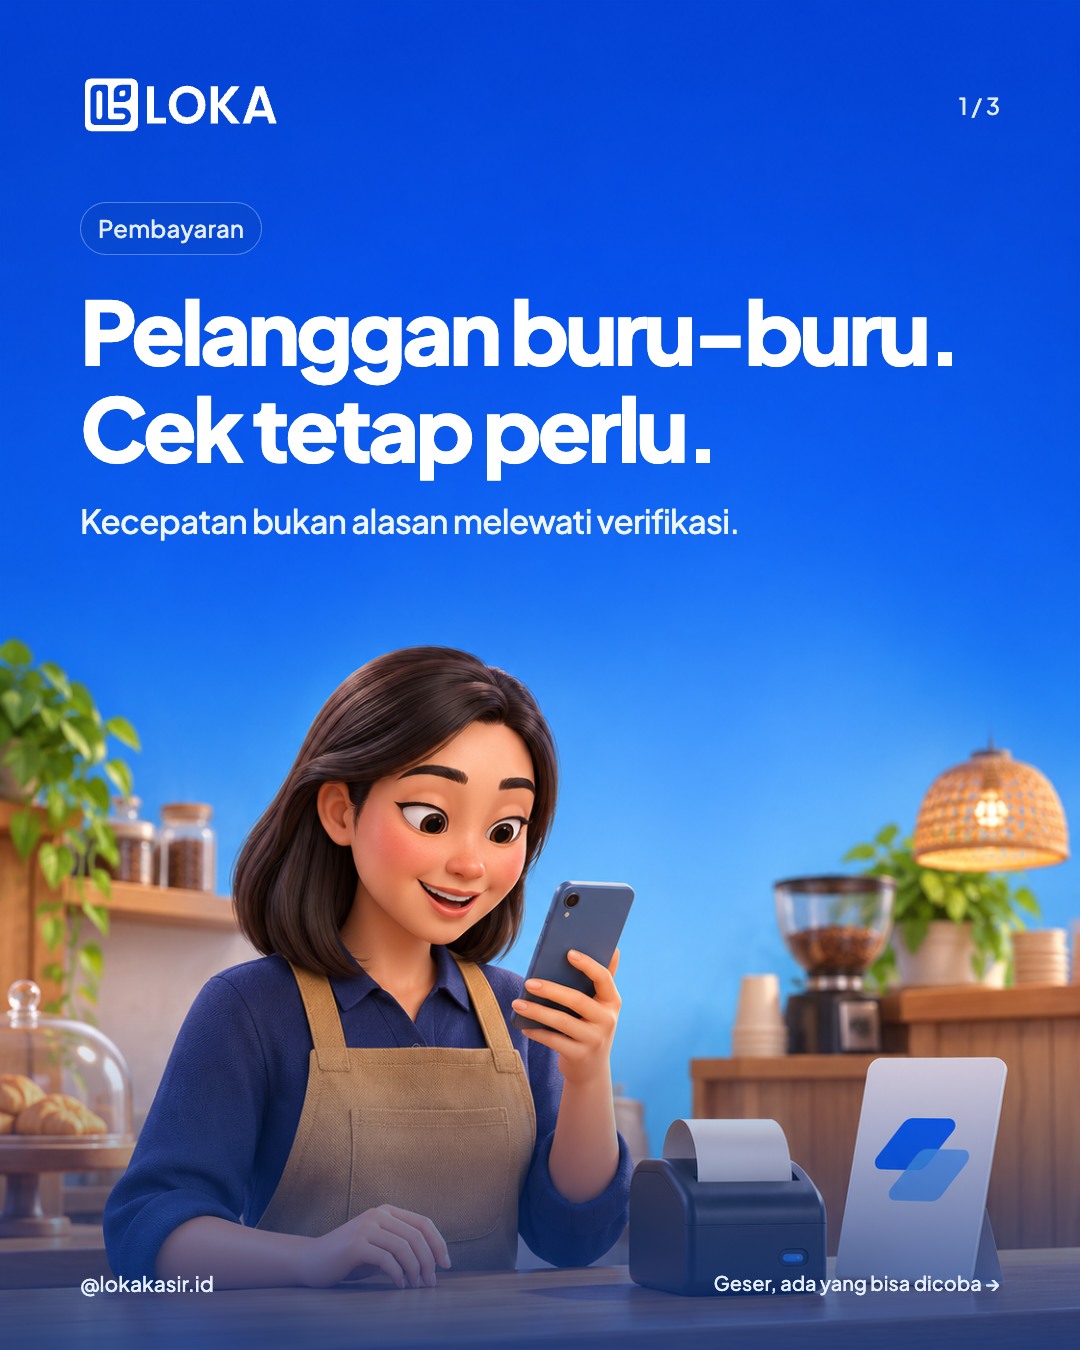 LOKA
1/3
Pembayaran
Pelanggan buru-buru.
Cek tetap perlu.
Kecepatan bukan alasan melewati verifikasi.
@lokakasir.id
Geser, ada yang bisa dicoba →